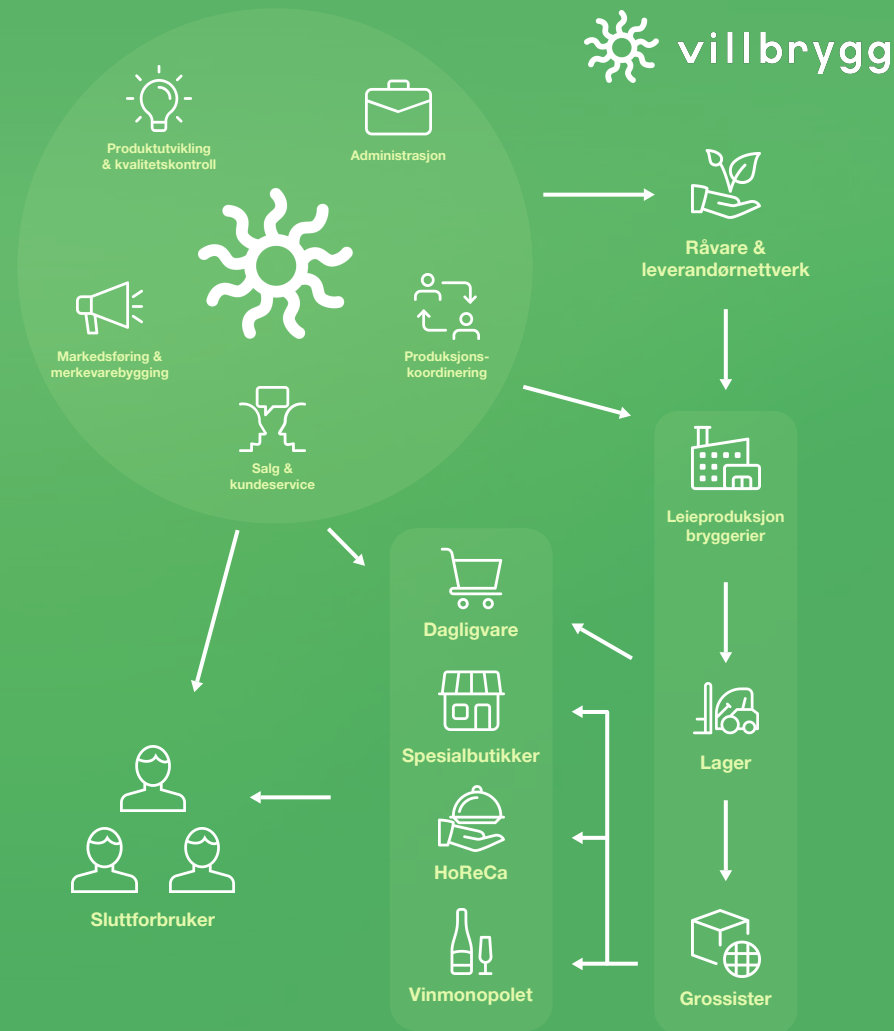 villbrygg
Produktutvikling
& kvalitetskontroll
Administrasjon
Råvare &
leverandørnettverk
Markedsføring &
merkevarebygging
Produksjons-
koordinering
Salg &
kundeservice
Leieproduksjon
bryggerier
Dagligvare
Spesialbutikker
Lager
HoReCa
Sluttforbruker
Vinmonopolet
Grossister